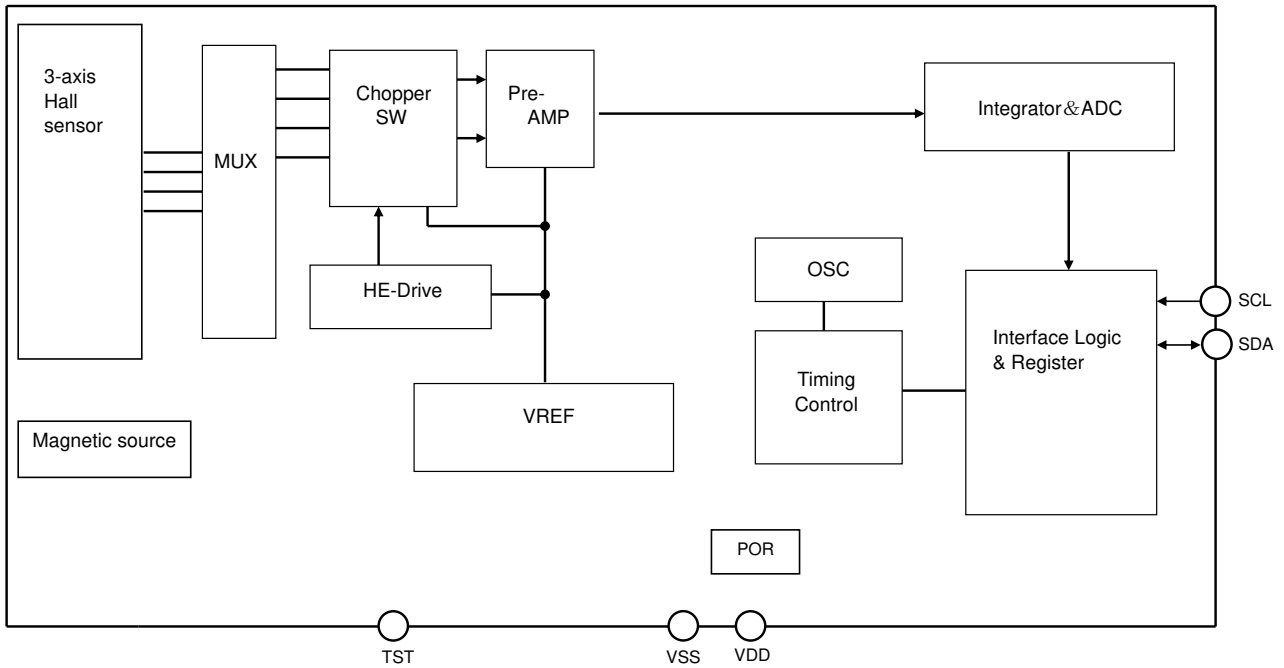 3-axis
Hall
sensor
MUX
Chopper
SW
Pre-
AMP
Integrator&ADC
HE-Drive
OSC
Interface Logic
& Register
SCL
SDA
Timing
Control
VREF
Magnetic source
POR
TST
VSS
VDD